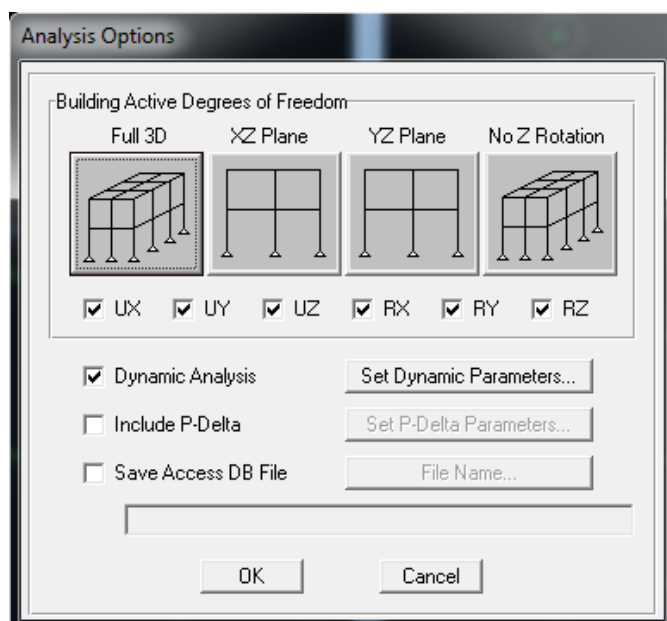 Analysis Options
Building Active Degrees of Freedom
Full 3D XZ Plane YZ Plane No Z Rotation
UX UY UZ RX RY RZ
Dynamic Analysis Set Dynamic Parameters...
Include P-Delta Set P-Delta Parameters...
Save Access DB File File Name...
OK Cancel